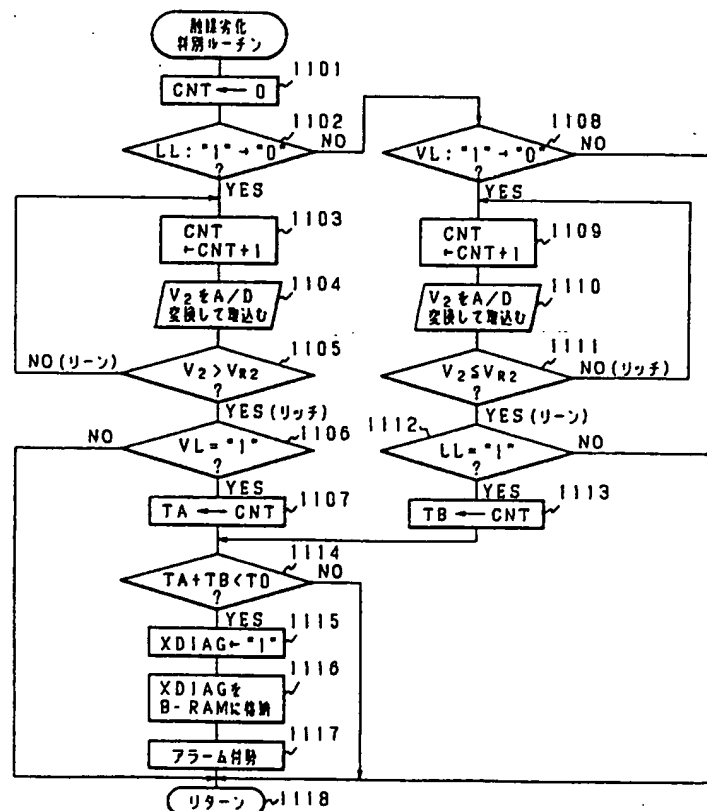 触媒劣化
判別ルーチン
1101
CNT ← 0
1102
LL: "1"→"0"
?
NO
YES
1103
CNT
←CNT+1
1104
V₂をA/D
変換して取込む
1105
V₂>VR2
?
NO(リーン)
YES(リッチ)
1106
VL="1"
?
NO
YES
1107
TA ← CNT
1108
VL: "1"→"0"
?
NO
YES
1109
CNT
←CNT+1
1110
V₂をA/D
変換して取込む
1111
V₂≦VR2
?
NO(リッチ)
YES(リーン)
1112
LL="1"
?
NO
YES
1113
TB ← CNT
1114
TA+TB<T0
?
NO
YES
1115
XDIAG←"1"
1116
XDIAGを
B-RAMに格納
1117
アラーム付勢
リターン
1118